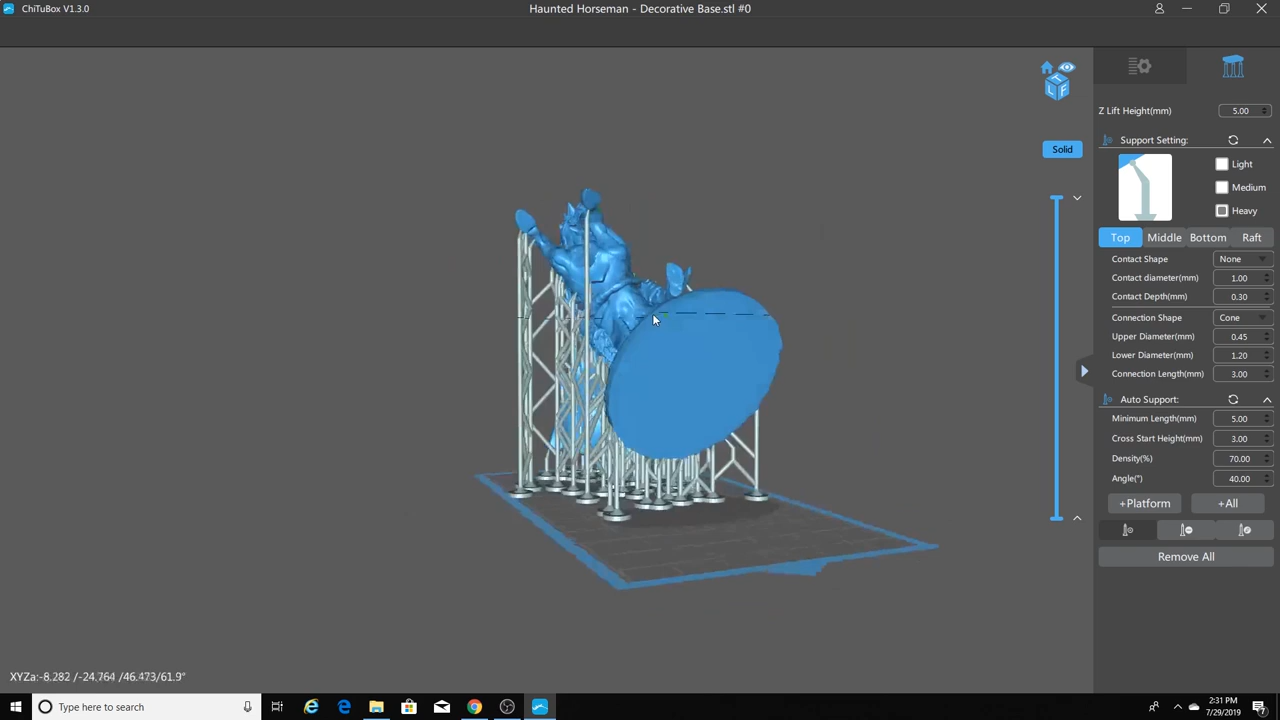 ChiTuBox V1.3.0
Haunted Horseman - Decorative Base.stl #0
Z Lift Height(mm) 5.00
Support Setting:
Light
Medium
Heavy
Top Middle Bottom Raft
Contact Shape None
Contact diameter(mm) 1.00
Contact Depth(mm) 0.30
Connection Shape Cone
Upper Diameter(mm) 0.45
Lower Diameter(mm) 1.20
Connection Length(mm) 3.00
Auto Support:
Minimum Length(mm) 5.00
Cross Start Height(mm) 3.00
Density(%) 70.00
Angle(°) 40.00
+Platform +All
Remove All
Solid
T
L F
XYZa:-8.282 /-24.764 /46.473/61.9°
Type here to search
2:31 PM
7/29/2019